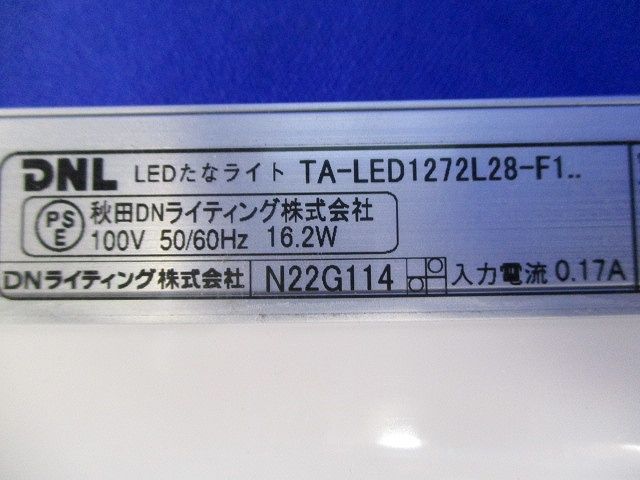 DNL LEDたなライト TA-LED1272L28-F1..
PS
E
秋田DNライティング株式会社
100V 50/60Hz 16.2W
DNライティング株式会社 N22G114 入力電流 0.17A